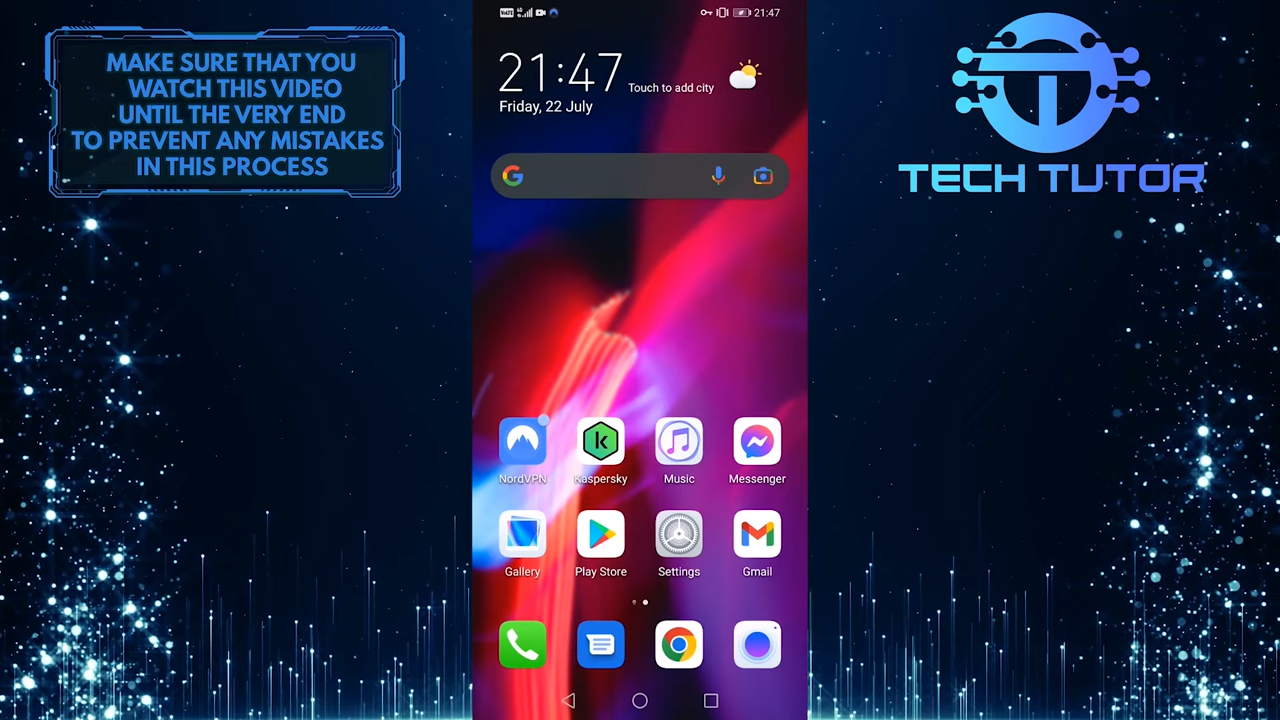 MAKE SURE THAT YOU
WATCH THIS VIDEO
UNTIL THE VERY END
TO PREVENT ANY MISTAKES
IN THIS PROCESS
VoLTE 4G 21:47
21:47 Touch to add city
Friday, 22 July
NordVPN Kaspersky Music Messenger
Gallery Play Store Settings Gmail
TECH TUTOR